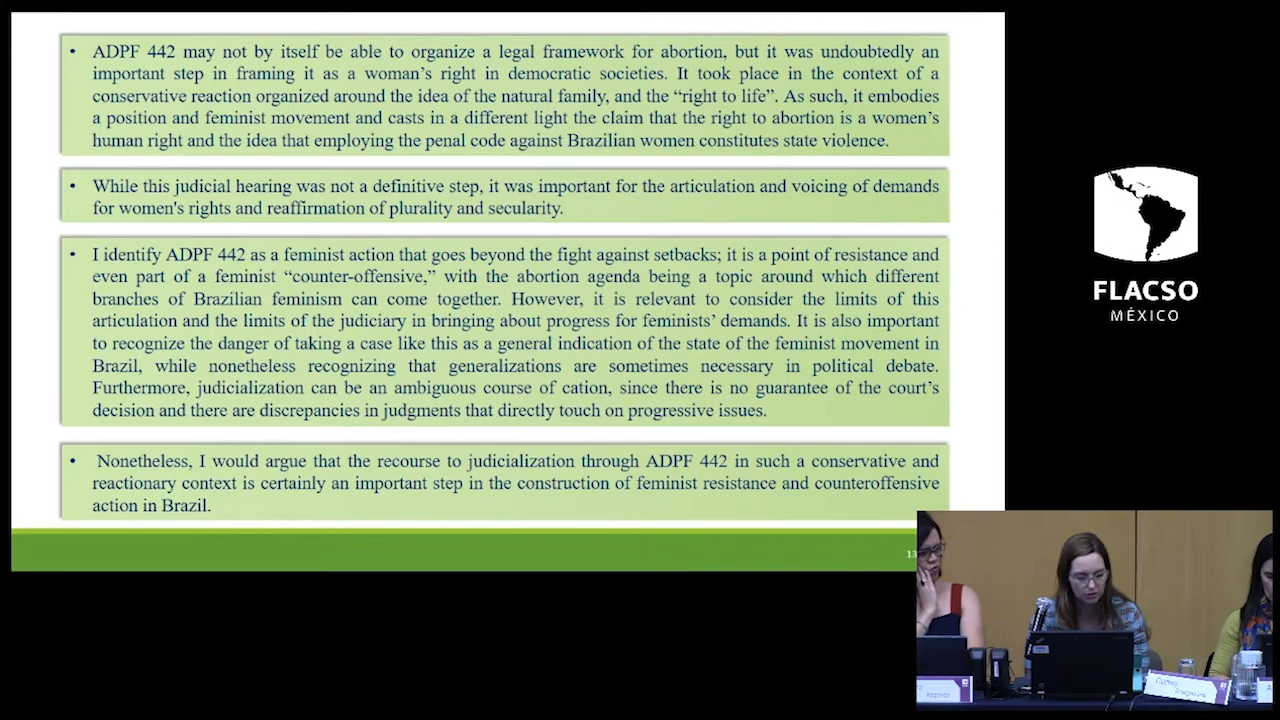 • ADPF 442 may not by itself be able to organize a legal framework for abortion, but it was undoubtedly an
important step in framing it as a woman’s right in democratic societies. It took place in the context of a
conservative reaction organized around the idea of the natural family, and the “right to life”. As such, it embodies
a position and feminist movement and casts in a different light the claim that the right to abortion is a women’s
human right and the idea that employing the penal code against Brazilian women constitutes state violence.
• While this judicial hearing was not a definitive step, it was important for the articulation and voicing of demands
for women's rights and reaffirmation of plurality and secularity.
• I identify ADPF 442 as a feminist action that goes beyond the fight against setbacks; it is a point of resistance and
even part of a feminist “counter-offensive,” with the abortion agenda being a topic around which different
branches of Brazilian feminism can come together. However, it is relevant to consider the limits of this
articulation and the limits of the judiciary in bringing about progress for feminists’ demands. It is also important
to recognize the danger of taking a case like this as a general indication of the state of the feminist movement in
Brazil, while nonetheless recognizing that generalizations are sometimes necessary in political debate.
Furthermore, judicialization can be an ambiguous course of cation, since there is no guarantee of the court’s
decision and there are discrepancies in judgments that directly touch on progressive issues.
• Nonetheless, I would argue that the recourse to judicialization through ADPF 442 in such a conservative and
reactionary context is certainly an important step in the construction of feminist resistance and counteroffensive
action in Brazil.
13
FLACSO
MÉXICO